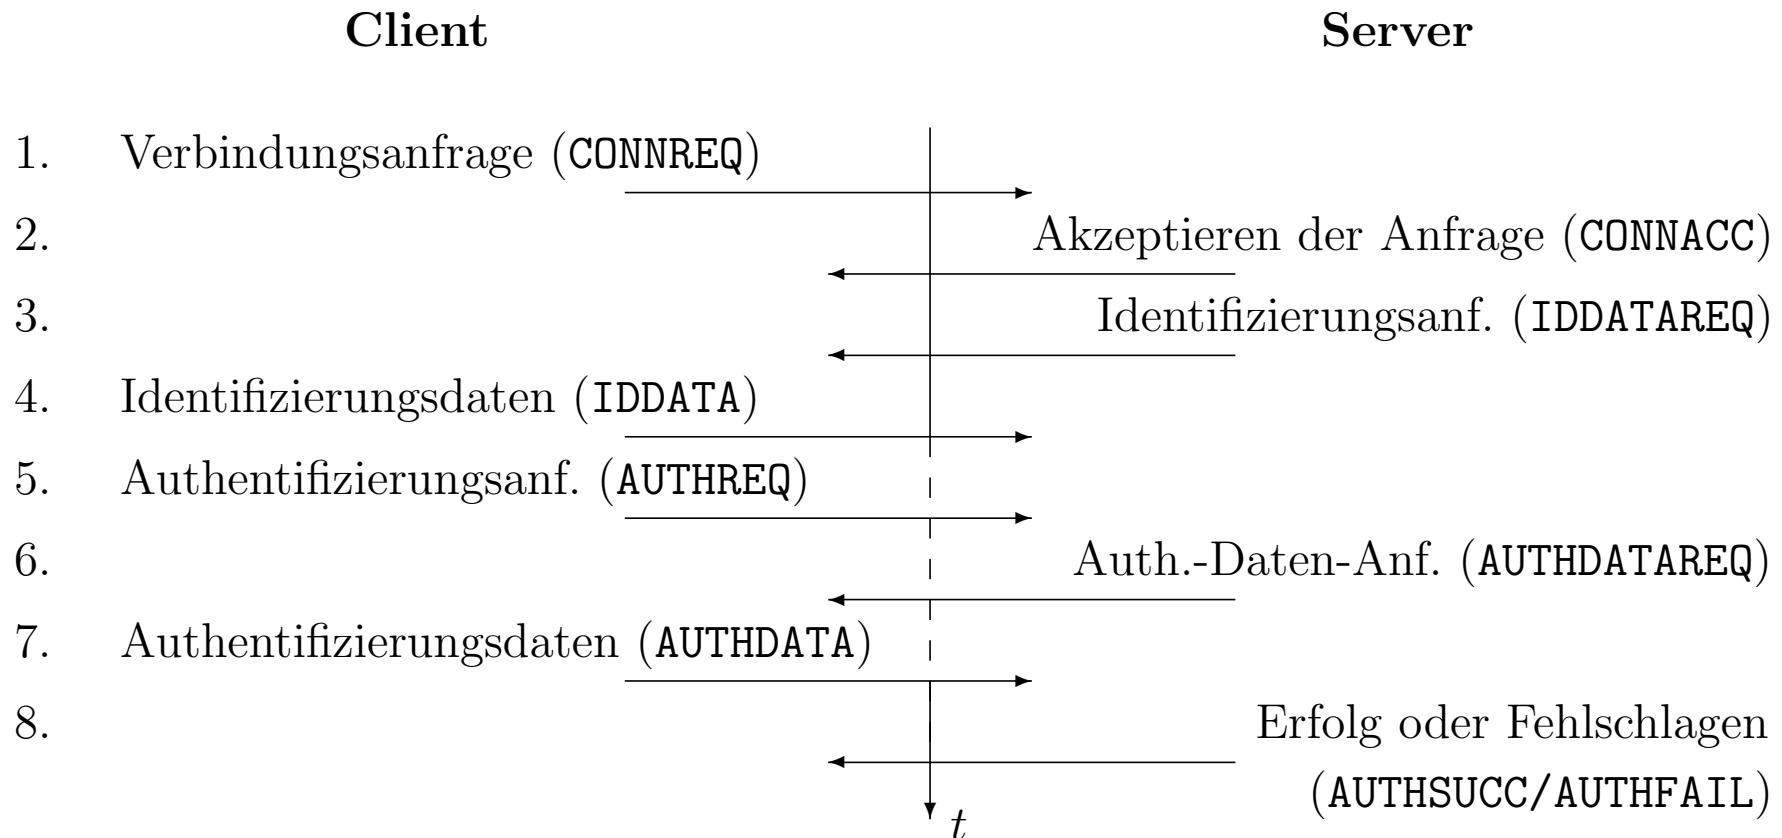 Client Server
1. Verbindungsanfrage (CONNREQ)
2. Akzeptieren der Anfrage (CONNACC)
3. Identifizierungsanf. (IDDATAREQ)
4. Identifizierungsdaten (IDDATA)
5. Authentifizierungsanf. (AUTHREQ)
6. Auth.-Daten-Anf. (AUTHDATAREQ)
7. Authentifizierungsdaten (AUTHDATA)
8. Erfolg oder Fehlschlagen
(AUTHSUCC/AUTHFAIL)
t